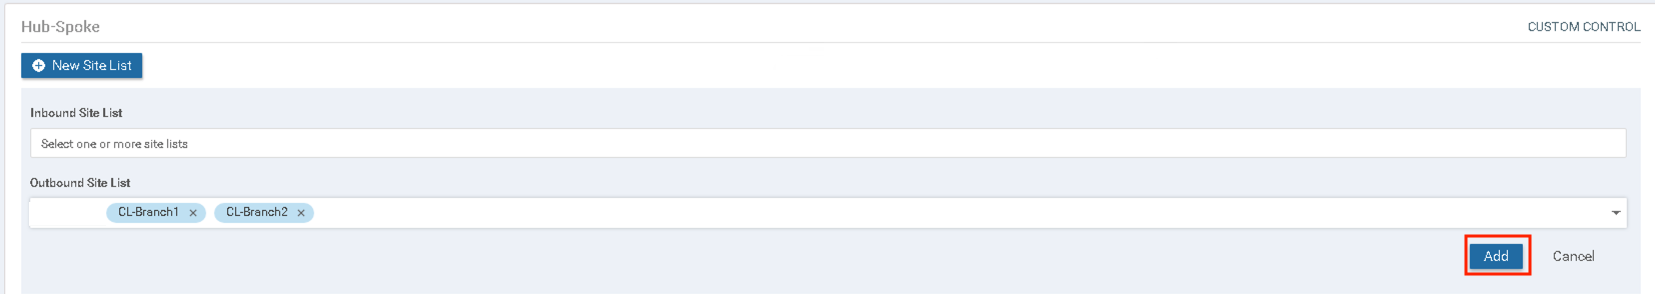 Hub-Spoke
CUSTOM CONTROL
New Site List
Inbound Site List
Select one or more site lists
Outbound Site List
CL-Branch1 × CL-Branch2 ×
Add Cancel